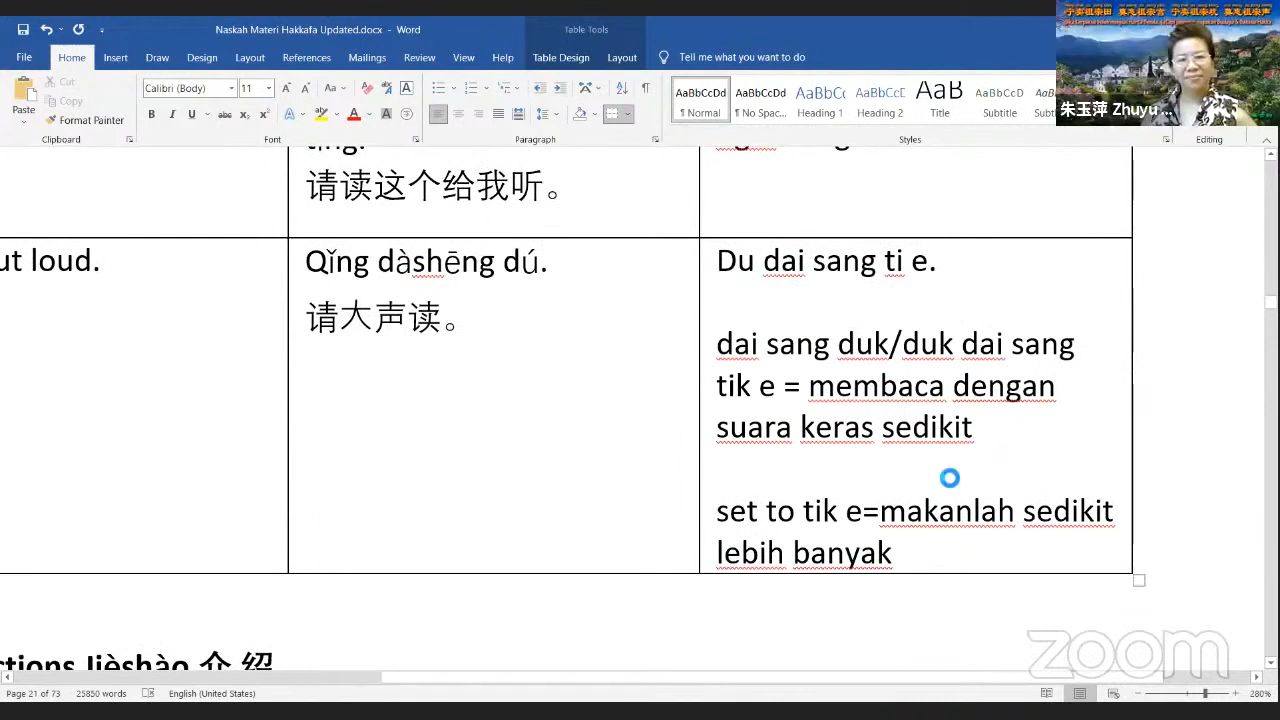 Naskah Materi Hakkafa Updated.docx - Word
Table Tools
File Home Insert Draw Design Layout References Mailings Review View Help Table Design Layout Tell me what you want to do
Cut
Copy
Format Painter
Paste
Calibri (Body) 11
AaBbCcDd AaBbCcDd AaBbCc AaBbCcD AaB AaBbCcD
¶ Normal ¶ No Spac... Heading 1 Heading 2 Title Subtitle
Clipboard Font Paragraph Styles Editing
朱玉萍 Zhuyu ...
请读这个给我听。
ut loud.
Qǐng dàshēng dú.
请大声读。
Du dai sang ti e.
dai sang duk/duk dai sang
tik e = membaca dengan
suara keras sedikit
set to tik e=makanlah sedikit
lebih banyak
ctions Jièshào 介 绍
zoom
Page 21 of 73 25850 words English (United States) 280%